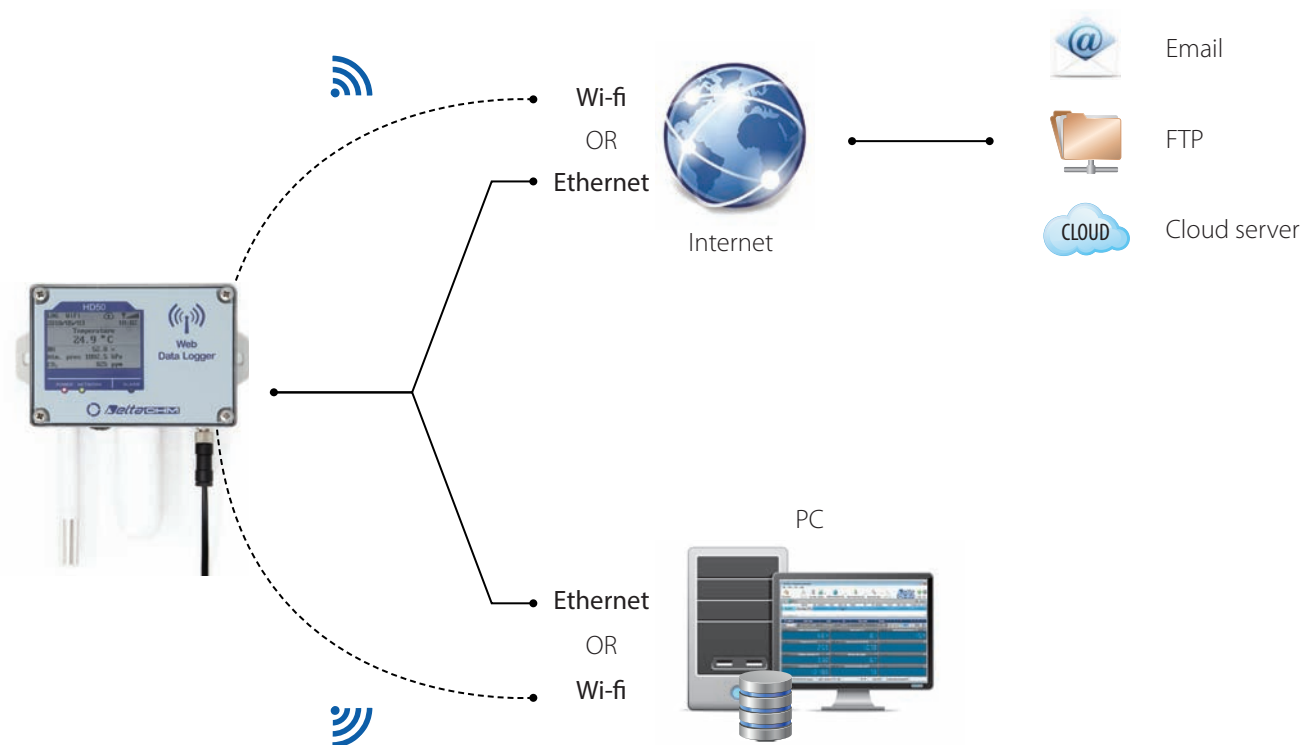 Wi-fi
OR
Ethernet
Internet
Email
FTP
CLOUD
Cloud server
HD50
Temperature
24.9 °C
Web
Data Logger
DeltaOHM
PC
Ethernet
OR
Wi-fi